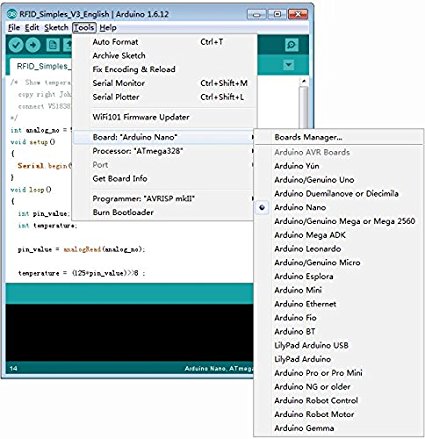 RFID_Simples_V3_English | Arduino 1.6.12
File Edit Sketch Tools Help
RFID_Simples_
/* Show tempera
copy right Joh
connect VS1838
*/
int analog_no =
void setup()
{
Serial begin(
}
void loop()
{
int pin_value;
int temperature;
pin_value = analogRead(analog_no);
temperature = (125*pin_value)>>8 ;
Auto Format Ctrl+T
Archive Sketch
Fix Encoding & Reload
Serial Monitor Ctrl+Shift+M
Serial Plotter Ctrl+Shift+L
WiFi101 Firmware Updater
Board: "Arduino Nano"
Processor: "ATmega328"
Port
Get Board Info
Programmer: "AVRISP mkII"
Burn Bootloader
Boards Manager...
Arduino AVR Boards
Arduino Yún
Arduino/Genuino Uno
Arduino Duemilanove or Diecimila
Arduino Nano
Arduino/Genuino Mega or Mega 2560
Arduino Mega ADK
Arduino Leonardo
Arduino/Genuino Micro
Arduino Esplora
Arduino Mini
Arduino Ethernet
Arduino Fio
Arduino BT
LilyPad Arduino USB
LilyPad Arduino
Arduino Pro or Pro Mini
Arduino NG or older
Arduino Robot Control
Arduino Robot Motor
Arduino Gemma
14 Arduino Nano, ATmeg